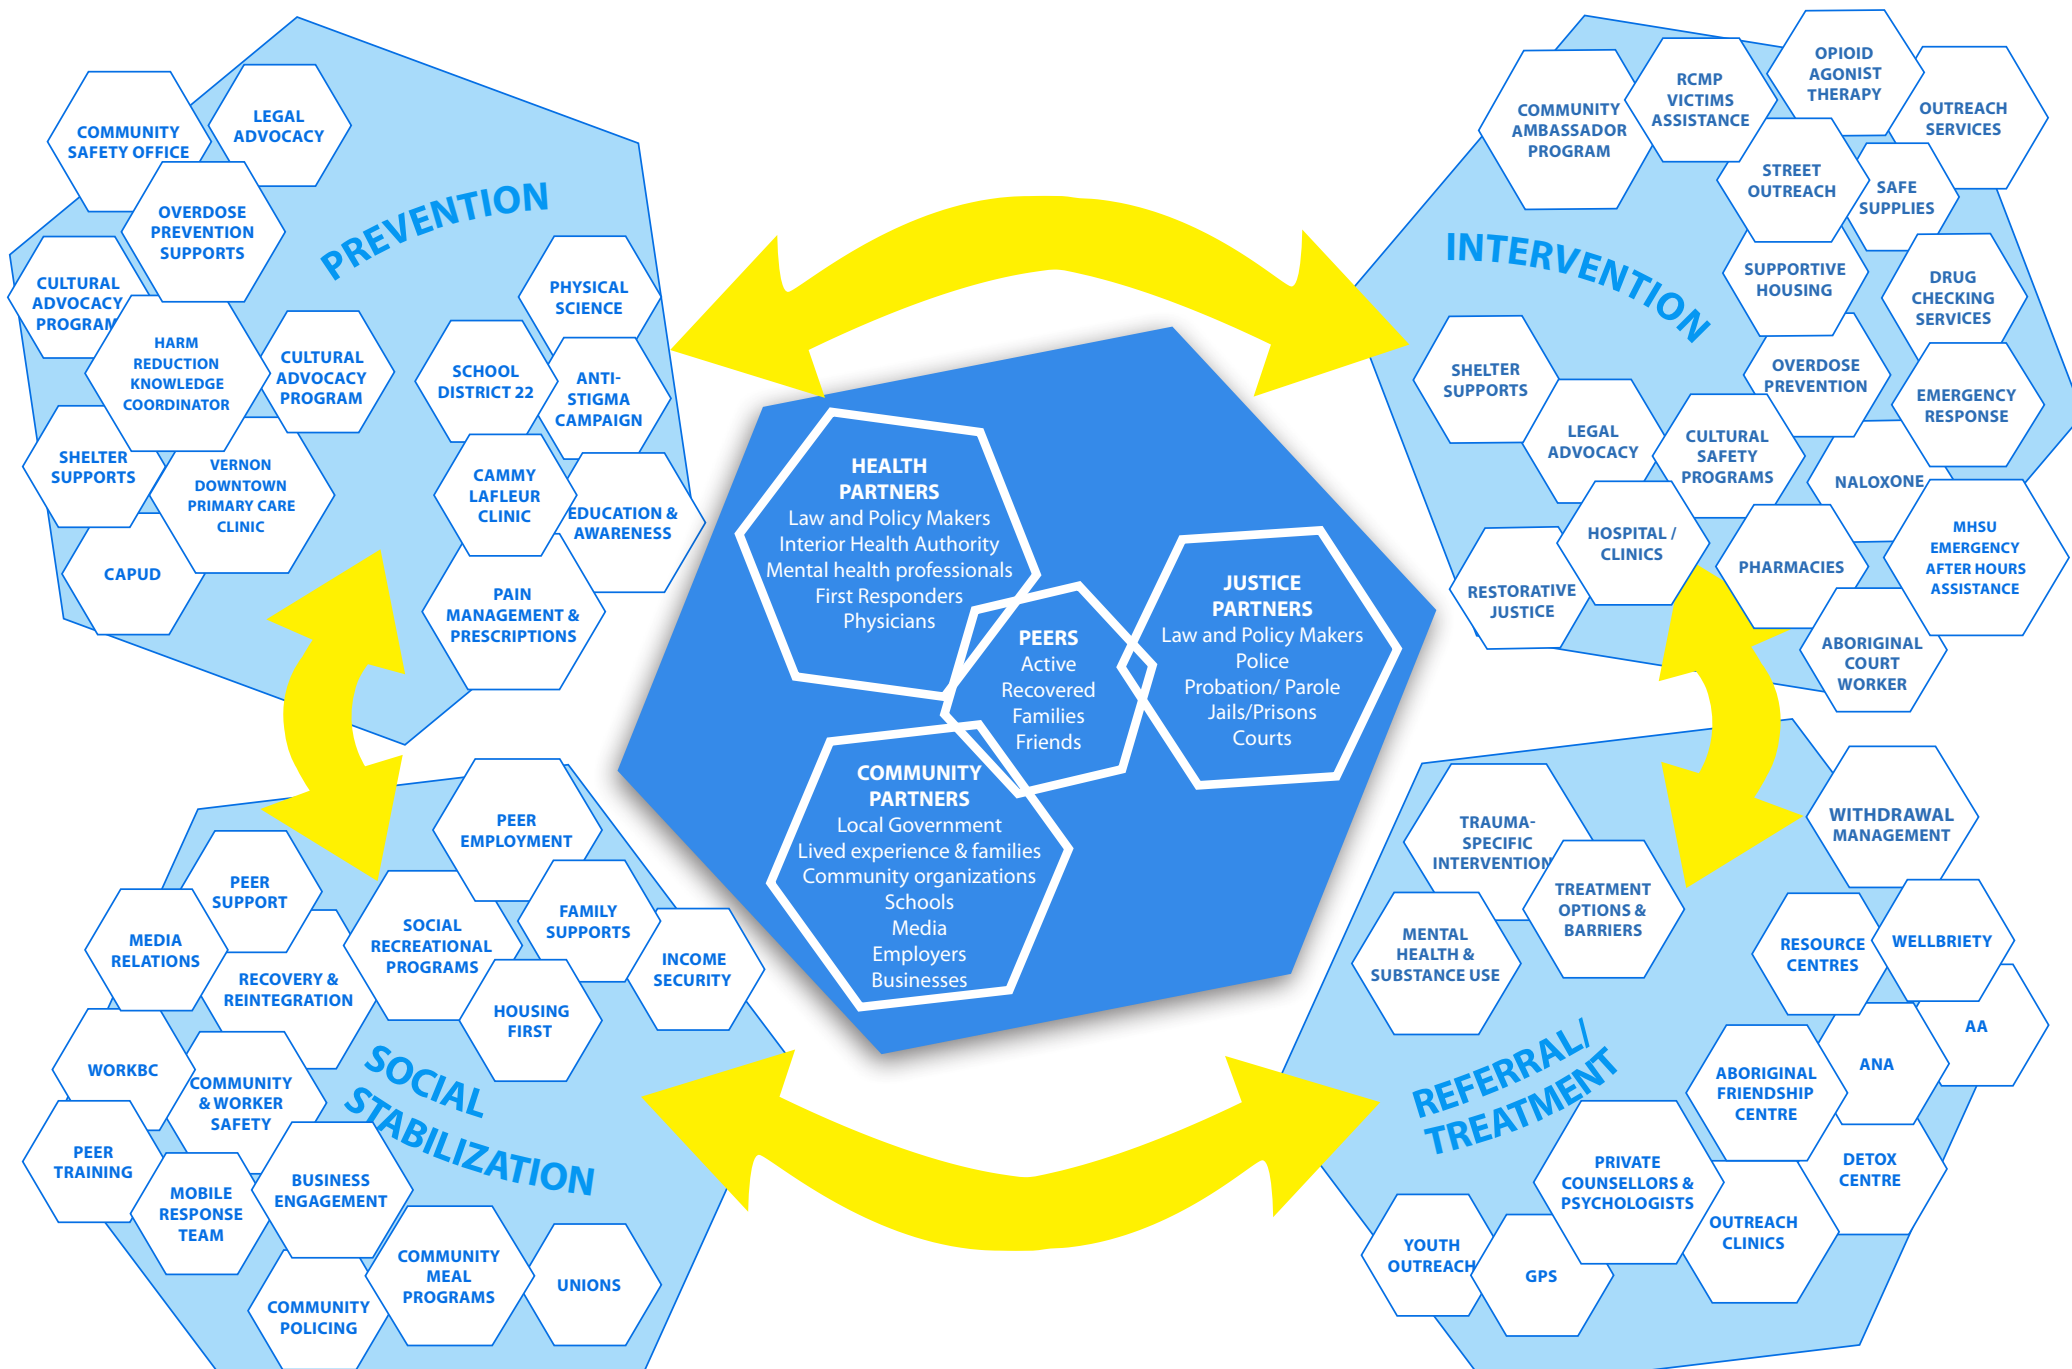 COMMUNITY
SAFETY OFFICE
LEGAL
ADVOCACY
OVERDOSE
PREVENTION
SUPPORTS
PREVENTION
CULTURAL
ADVOCACY
PROGRAM
HARM
REDUCTION
KNOWLEDGE
COORDINATOR
CULTURAL
ADVOCACY
PROGRAM
PHYSICAL
SCIENCE
SCHOOL
DISTRICT 22
ANTI-
STIGMA
CAMPAIGN
SHELTER
SUPPORTS
VERNON
DOWNTOWN
PRIMARY CARE
CLINIC
CAMMY
LAFLEUR
CLINIC
EDUCATION &
AWARENESS
CAPUD
PAIN
MANAGEMENT &
PRESCRIPTIONS
COMMUNITY
AMBASSADOR
PROGRAM
RCMP
VICTIMS
ASSISTANCE
OPIOID
AGONIST
THERAPY
OUTREACH
SERVICES
STREET
OUTREACH
SAFE
SUPPLIES
INTERVENTION
SUPPORTIVE
HOUSING
DRUG
CHECKING
SERVICES
SHELTER
SUPPORTS
OVERDOSE
PREVENTION
EMERGENCY
RESPONSE
LEGAL
ADVOCACY
CULTURAL
SAFETY
PROGRAMS
NALOXONE
HOSPITAL /
CLINICS
PHARMACIES
MHSU
EMERGENCY
AFTER HOURS
ASSISTANCE
RESTORATIVE
JUSTICE
ABORIGINAL
COURT
WORKER
HEALTH
PARTNERS
Law and Policy Makers
Interior Health Authority
Mental health professionals
First Responders
Physicians
JUSTICE
PARTNERS
Law and Policy Makers
Police
Probation/ Parole
Jails/Prisons
Courts
PEERS
Active
Recovered
Families
Friends
COMMUNITY
PARTNERS
Local Government
Lived experience & families
Community organizations
Schools
Media
Employers
Businesses
PEER
EMPLOYMENT
PEER
SUPPORT
SOCIAL
RECREATIONAL
PROGRAMS
FAMILY
SUPPORTS
MEDIA
RELATIONS
RECOVERY &
REINTEGRATION
INCOME
SECURITY
HOUSING
FIRST
WORKBC
COMMUNITY
& WORKER
SAFETY
SOCIAL
STABILIZATION
PEER
TRAINING
MOBILE
RESPONSE
TEAM
BUSINESS
ENGAGEMENT
COMMUNITY
MEAL
PROGRAMS
UNIONS
COMMUNITY
POLICING
TRAUMA-
SPECIFIC
INTERVENTION
WITHDRAWAL
MANAGEMENT
TREATMENT
OPTIONS &
BARRIERS
MENTAL
HEALTH &
SUBSTANCE USE
RESOURCE
CENTRES
WELLBRIETY
AA
ANA
REFERRAL/
TREATMENT
ABORIGINAL
FRIENDSHIP
CENTRE
PRIVATE
COUNSELLORS &
PSYCHOLOGISTS
DETOX
CENTRE
OUTREACH
CLINICS
YOUTH
OUTREACH
GPS